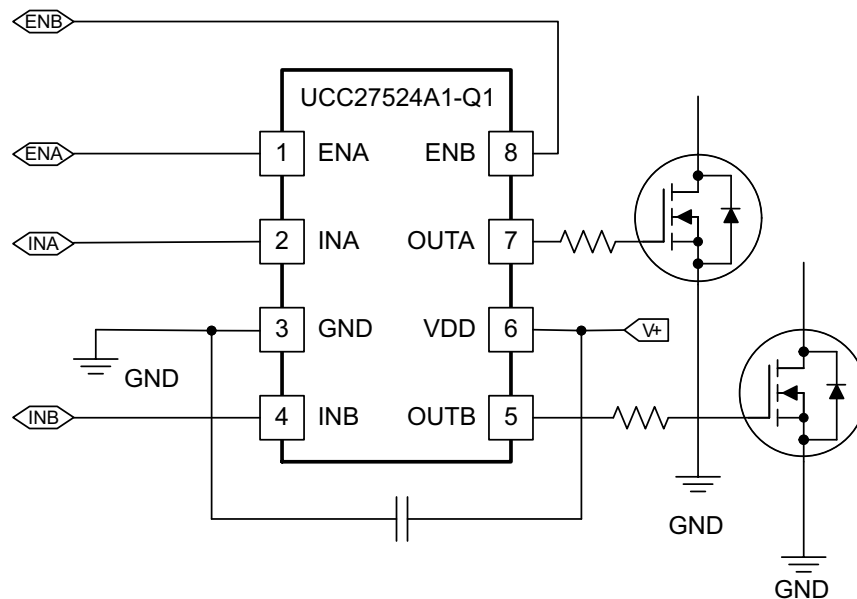 ENB
UCC27524A1-Q1
ENA
1 ENA ENB 8
INA
2 INA OUTA 7
3 GND VDD 6
V+
GND
INB
4 INB OUTB 5
GND
GND